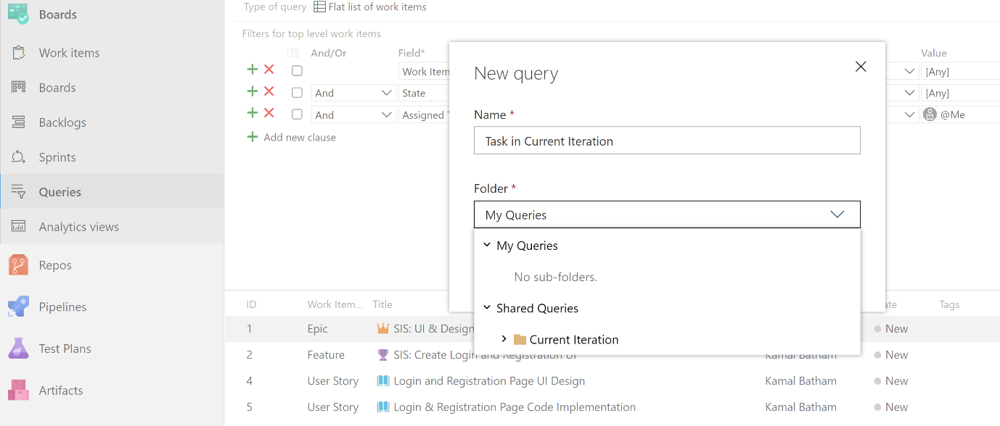 Boards
Work items
Boards
Backlogs
Sprints
Queries
Analytics views
Repos
Pipelines
Test Plans
Artifacts
Type of query Flat list of work items
Filters for top level work items
And/Or Field* Value
Work Item [Any]
And State [Any]
And Assigned @Me
Add new clause
New query
Name *
Task in Current Iteration
Folder *
My Queries
My Queries
No sub-folders.
Shared Queries
Current Iteration
ID Work Item... Title Tags
1 Epic SIS: UI & Design New
2 Feature SIS: Create Login and Registration UI Kamal Batham New
4 User Story Login and Registration Page UI Design Kamal Batham New
5 User Story Login & Registration Page Code Implementation Kamal Batham New